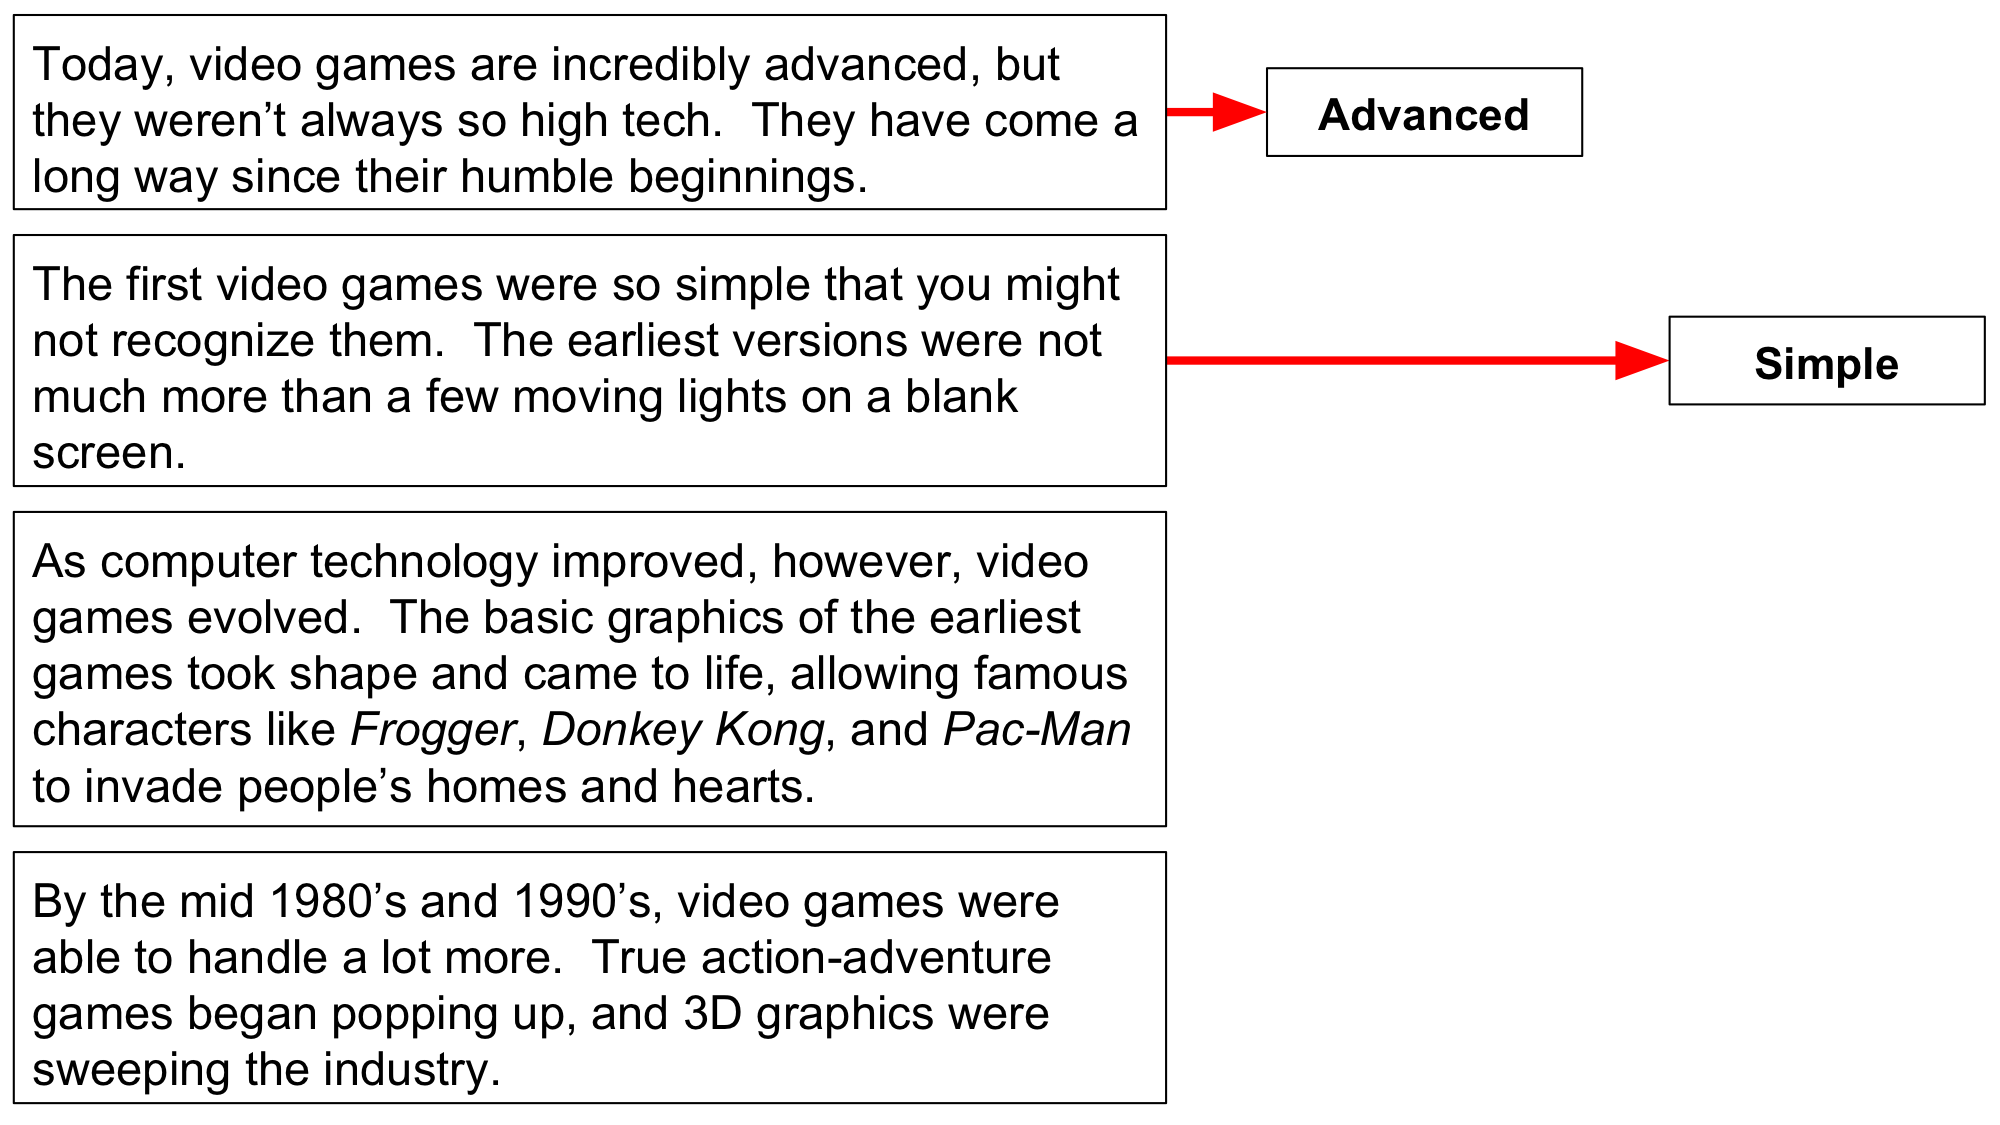 Today, video games are incredibly advanced, but
they weren’t always so high tech.  They have come a
long way since their humble beginnings.
Advanced
The first video games were so simple that you might
not recognize them.  The earliest versions were not
much more than a few moving lights on a blank
screen.
Simple
As computer technology improved, however, video
games evolved.  The basic graphics of the earliest
games took shape and came to life, allowing famous
characters like Frogger, Donkey Kong, and Pac-Man
to invade people’s homes and hearts.
By the mid 1980’s and 1990’s, video games were
able to handle a lot more.  True action-adventure
games began popping up, and 3D graphics were
sweeping the industry.